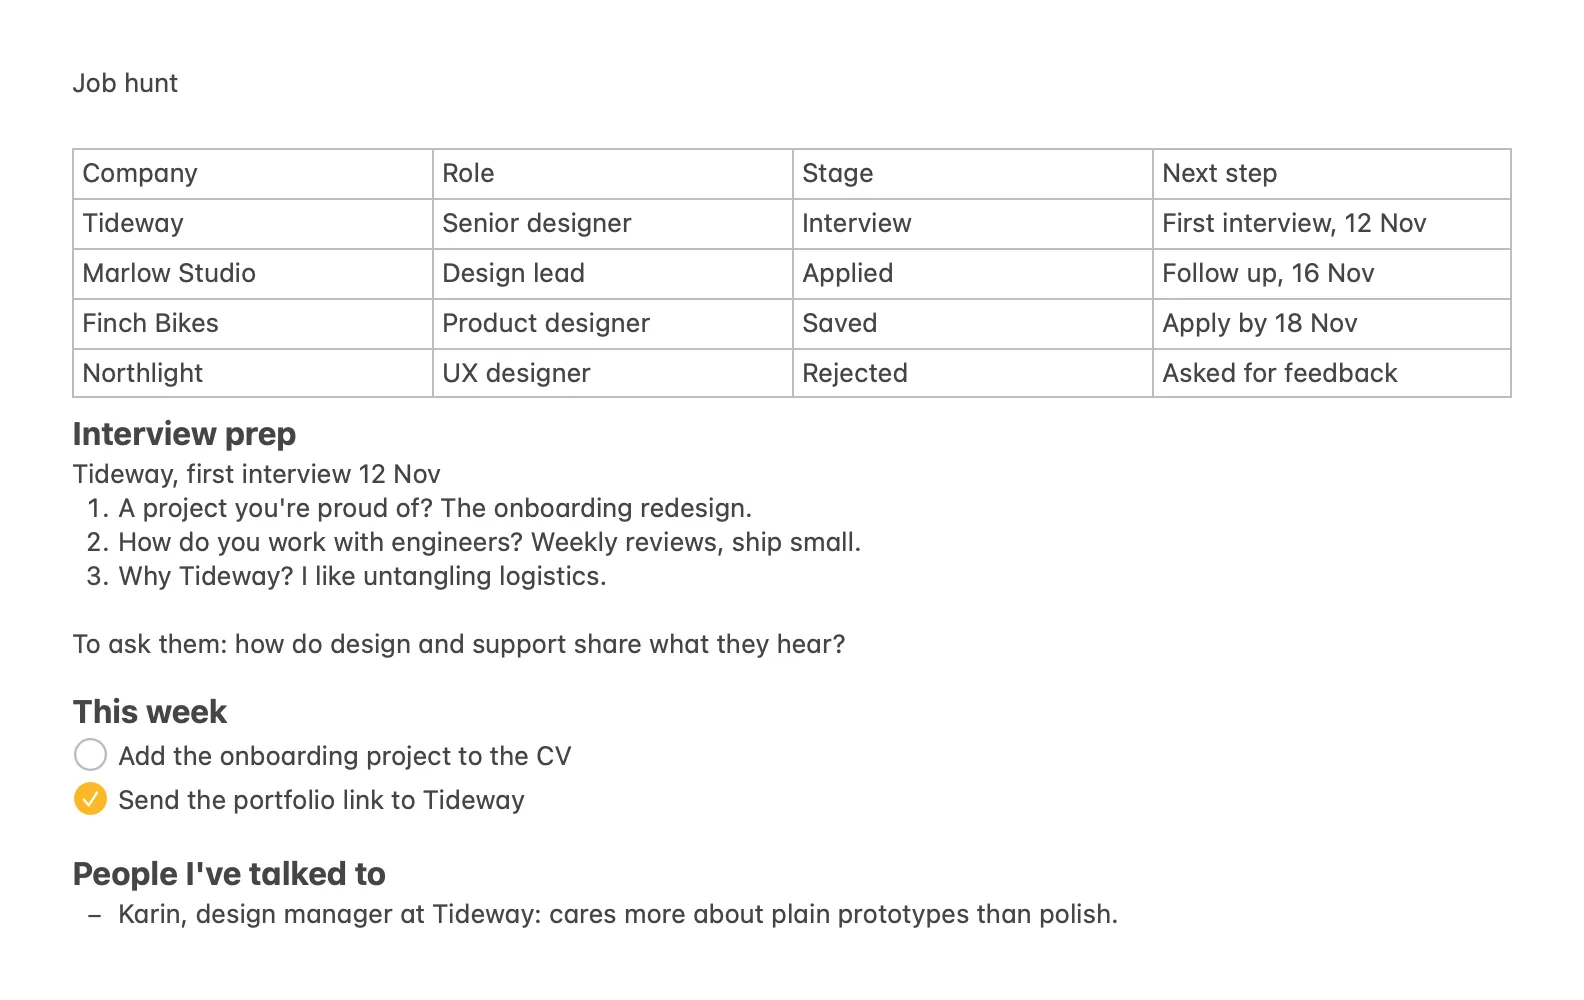 Job hunt
Company Role Stage Next step
Tideway Senior designer Interview First interview, 12 Nov
Marlow Studio Design lead Applied Follow up, 16 Nov
Finch Bikes Product designer Saved Apply by 18 Nov
Northlight UX designer Rejected Asked for feedback
Interview prep
Tideway, first interview 12 Nov
1. A project you're proud of? The onboarding redesign.
2. How do you work with engineers? Weekly reviews, ship small.
3. Why Tideway? I like untangling logistics.
To ask them: how do design and support share what they hear?
This week
Add the onboarding project to the CV
Send the portfolio link to Tideway
People I've talked to
– Karin, design manager at Tideway: cares more about plain prototypes than polish.